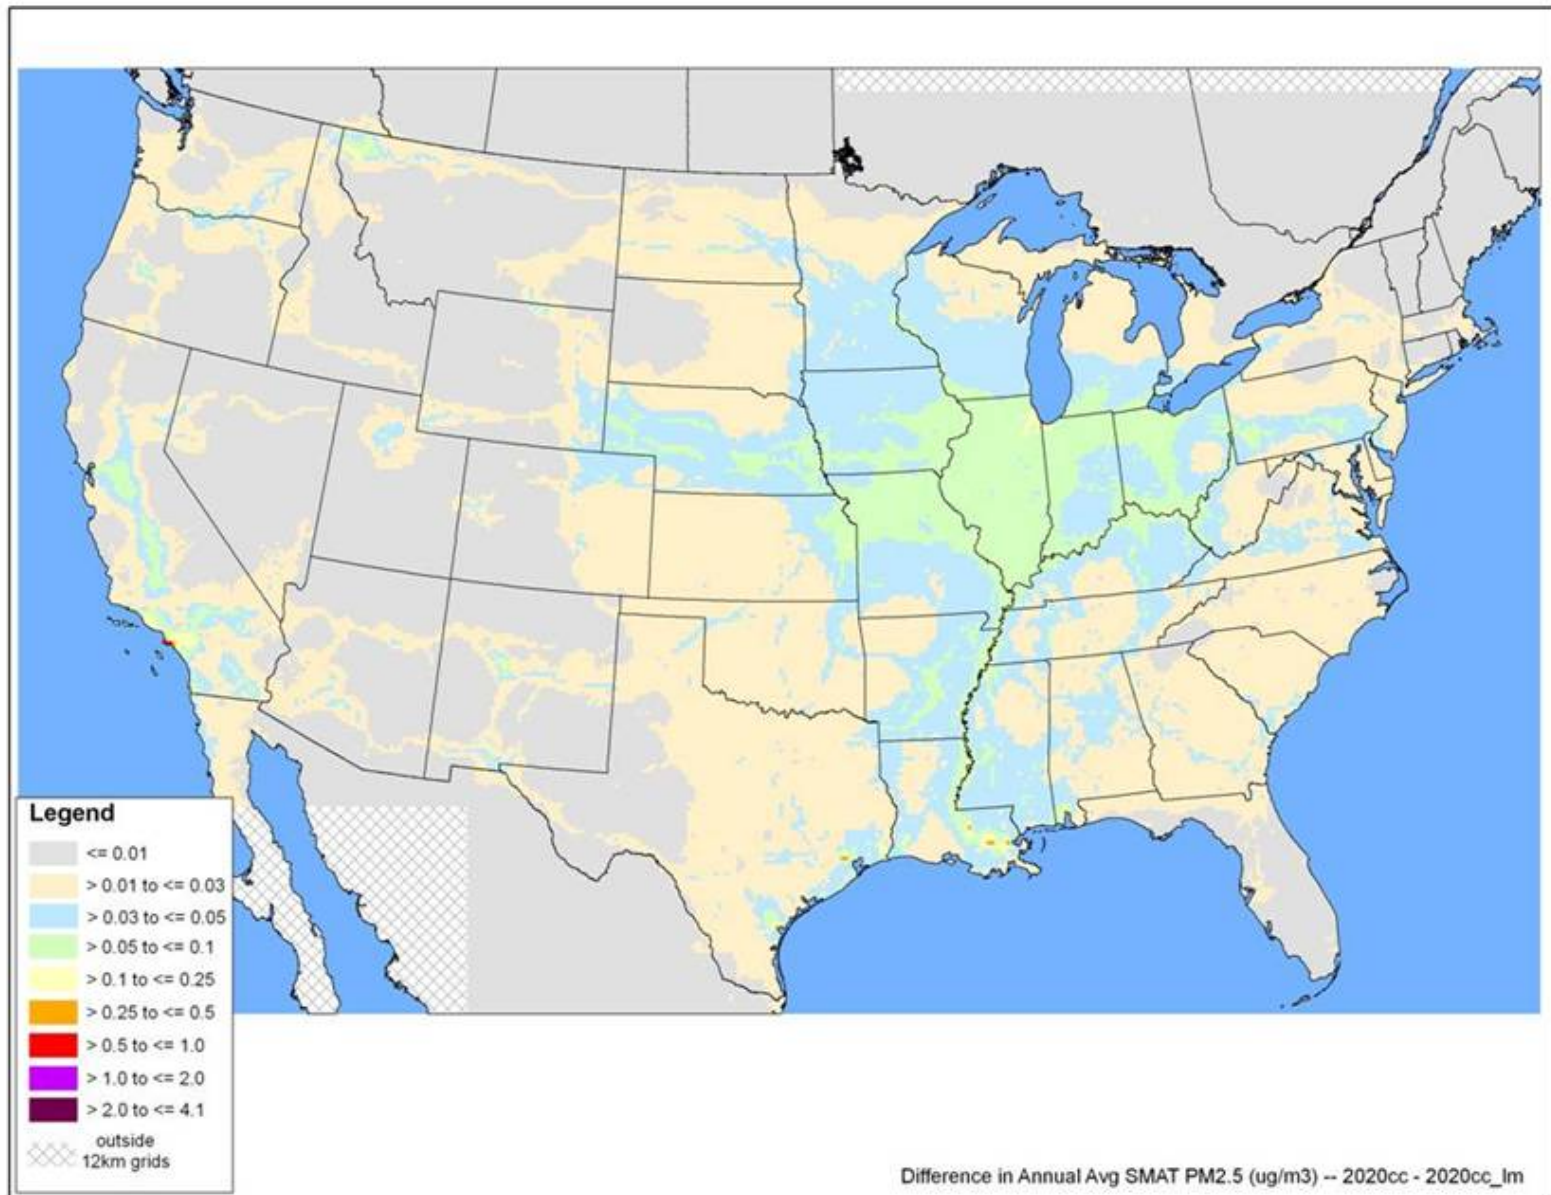 Legend
<= 0.01
> 0.01 to <= 0.03
> 0.03 to <= 0.05
> 0.05 to <= 0.1
> 0.1 to <= 0.25
> 0.25 to <= 0.5
> 0.5 to <= 1.0
> 1.0 to <= 2.0
> 2.0 to <= 4.1
outside
12km grids
Difference in Annual Avg SMAT PM2.5 (ug/m3) -- 2020cc - 2020cc_lm